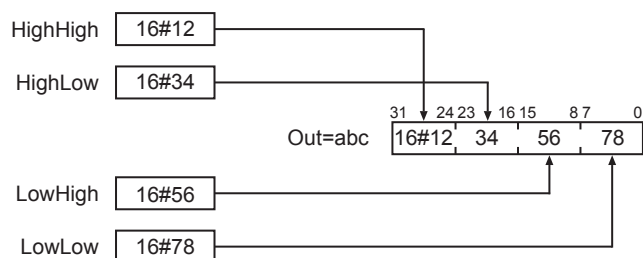 HighHigh 16#12
HighLow 16#34
31 24 23 16 15 8 7 0
Out=abc 16#12 34 56 78
LowHigh 16#56
LowLow 16#78